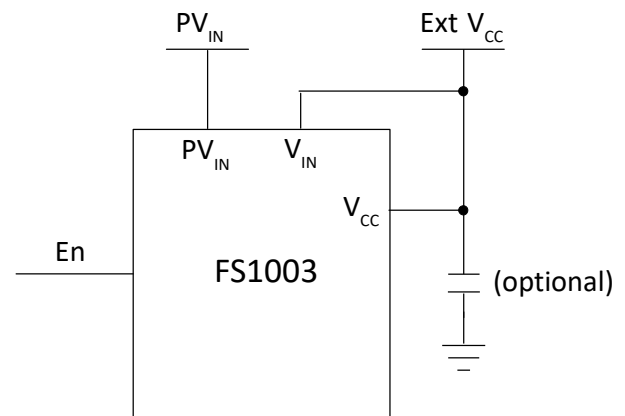 PV_IN Ext V_CC
PV_IN V_IN
V_CC
En
FS1003
(optional)